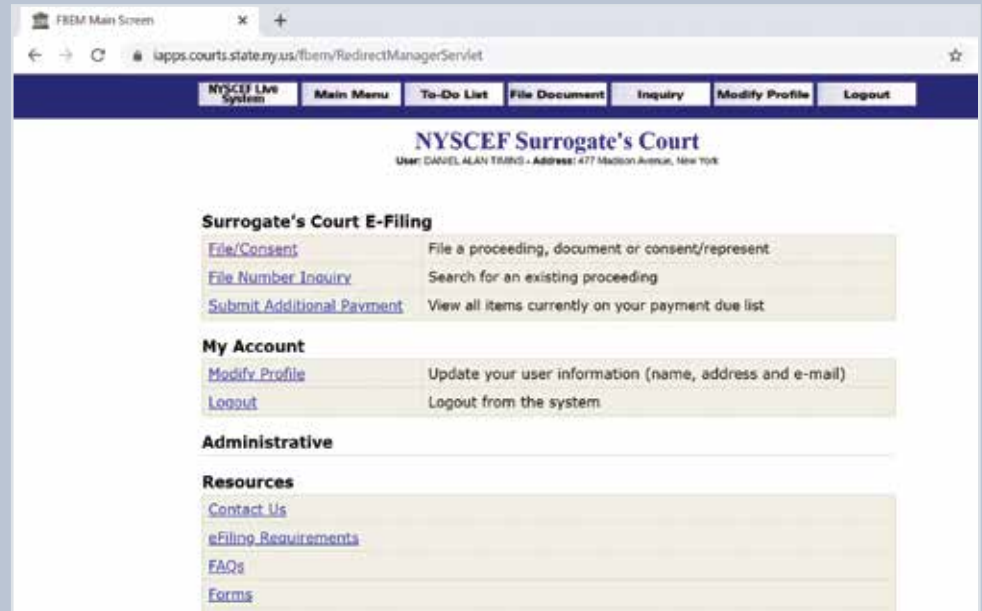 FBEM Main Screen
iapps.courts.state.ny.us/fbem/RedirectManagerServlet
NYSCEF Live System
Main Menu
To-Do List
File Document
Inquiry
Modify Profile
Logout
NYSCEF Surrogate's Court
User: DANIEL ALAN TIMINS - Address: 477 Madison Avenue, New York
Surrogate's Court E-Filing
File/Consent File a proceeding, document or consent/represent
File Number Inquiry Search for an existing proceeding
Submit Additional Payment View all items currently on your payment due list
My Account
Modify Profile Update your user information (name, address and e-mail)
Logout Logout from the system
Administrative
Resources
Contact Us
eFiling Requirements
FAQs
Forms